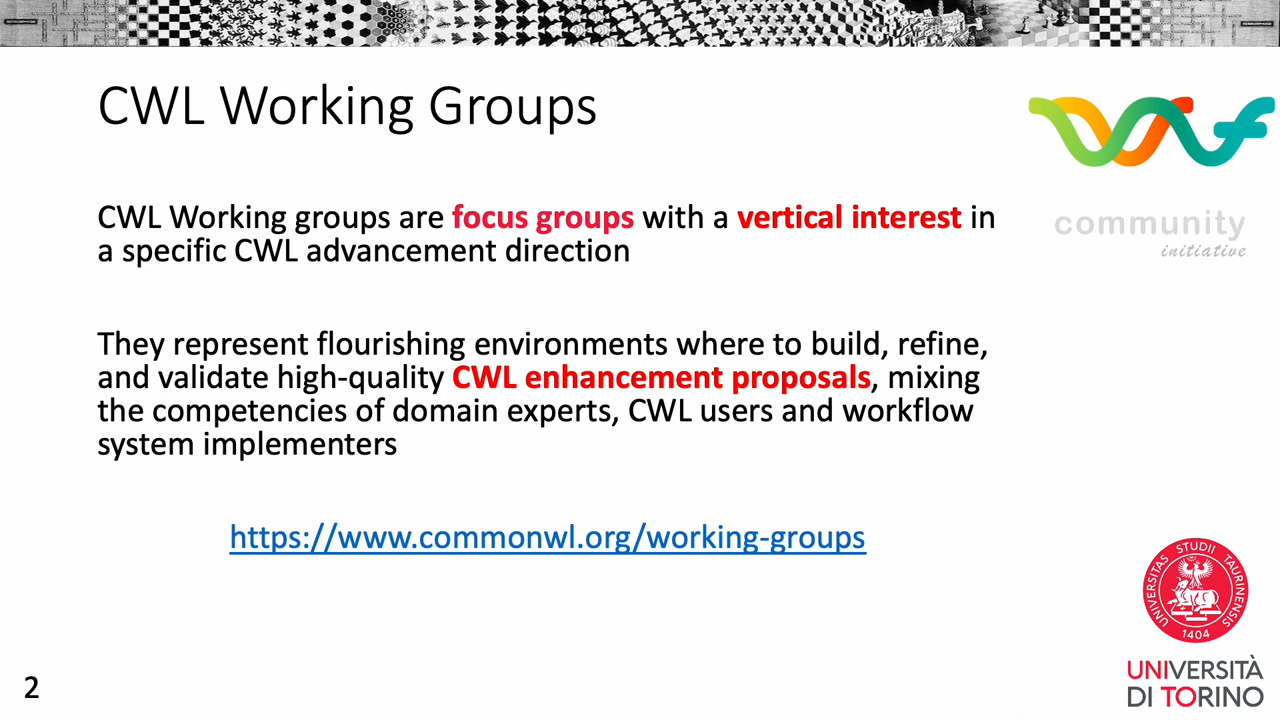 CWL Working Groups
CWL Working groups are focus groups with a vertical interest in
a specific CWL advancement direction
They represent flourishing environments where to build, refine,
and validate high-quality CWL enhancement proposals, mixing
the competencies of domain experts, CWL users and workflow
system implementers
https://www.commonwl.org/working-groups
community
initiative
UNIVERSITAS STUDII TAURINENSIS
1404
UNIVERSITÀ
DI TORINO
2